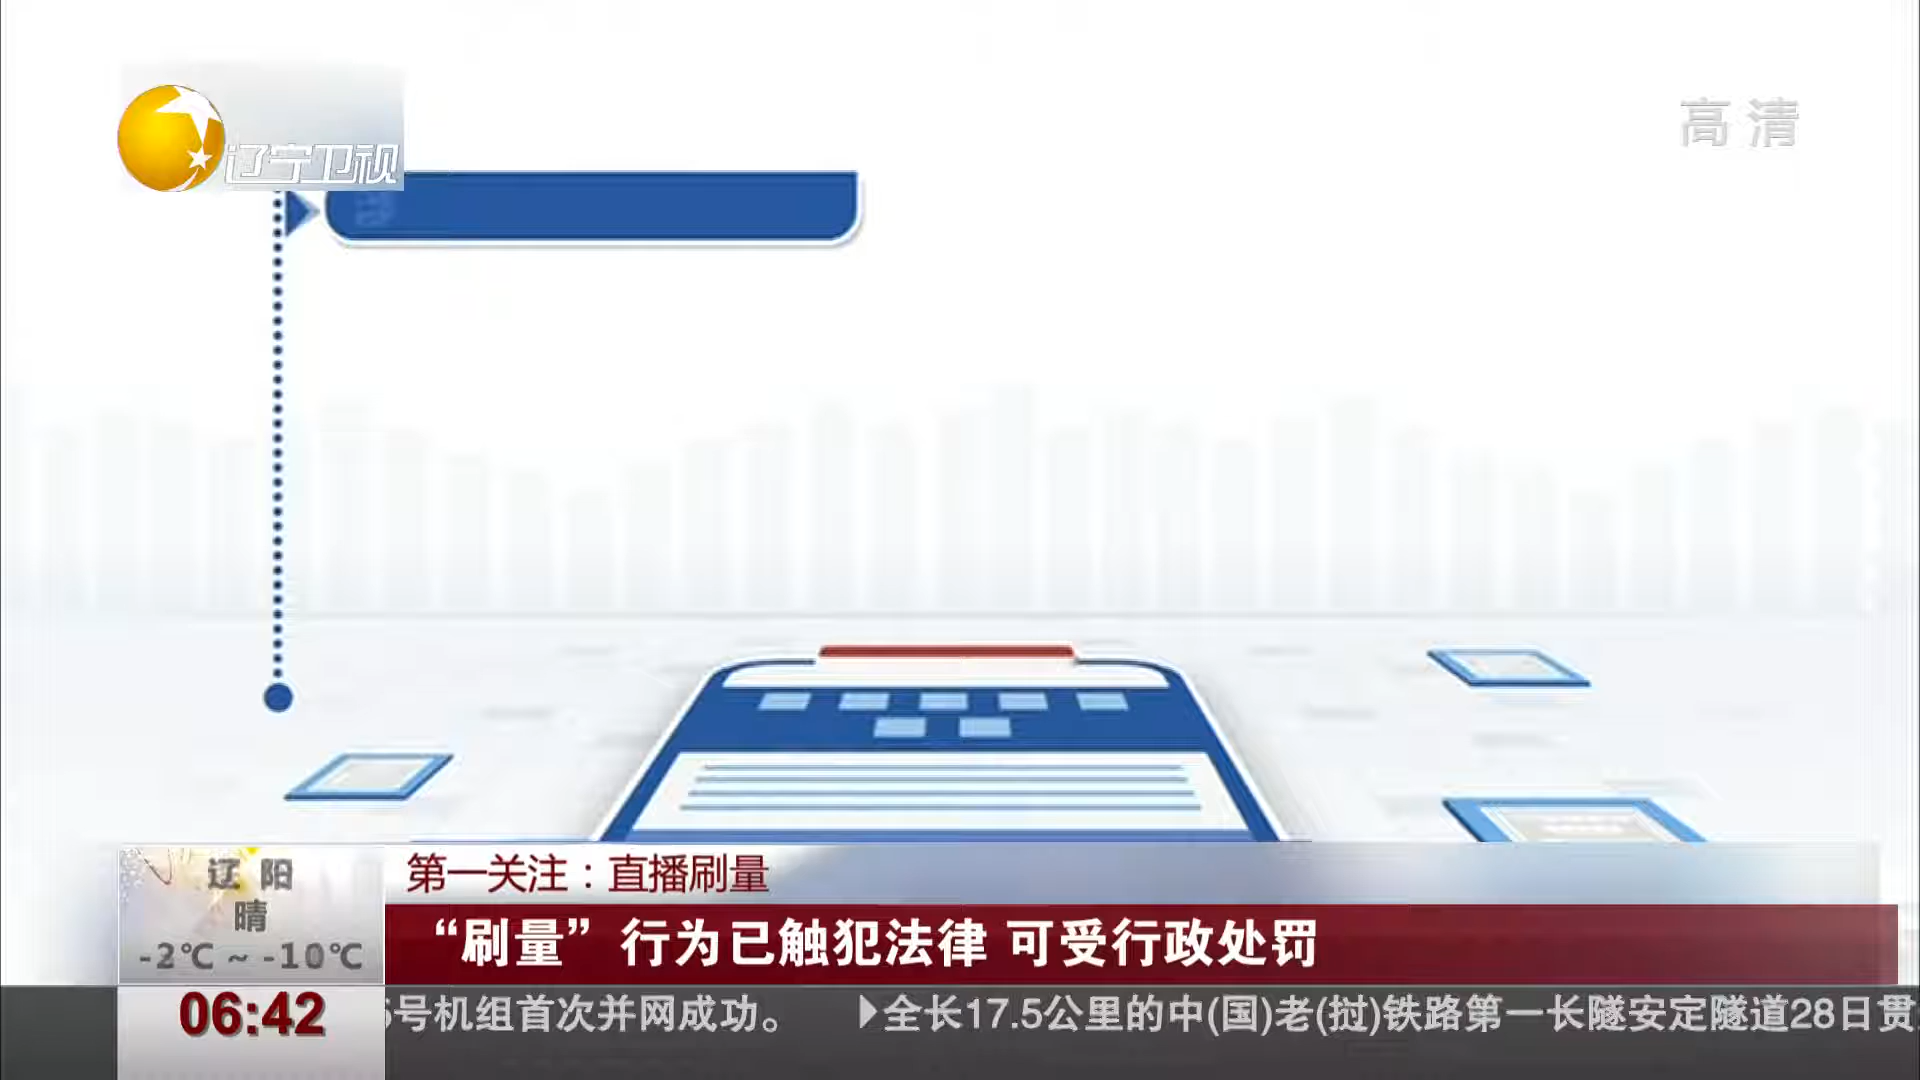 辽宁卫视
高清
辽阳
晴
-2℃~-10℃
第一关注：直播刷量
“刷量”行为已触犯法律 可受行政处罚
06:42
号机组首次并网成功。 ▶全长17.5公里的中(国)老(挝)铁路第一长隧安定隧道28日贯